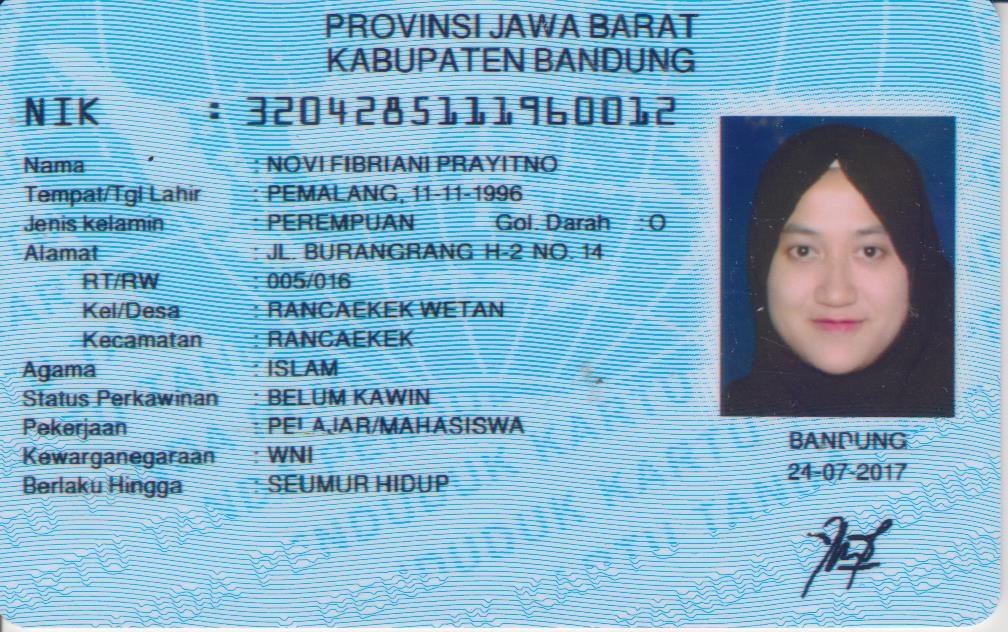 PROVINSI JAWA BARAT
KABUPATEN BANDUNG
NIK : 3204285111960012
Nama : NOVI FIBRIANI PRAYITNO
Tempat/Tgl Lahir : PEMALANG, 11-11-1996
Jenis kelamin : PEREMPUAN Gol. Darah : O
Alamat : JL. BURANGRANG H-2 NO. 14
RT/RW : 005/016
Kel/Desa : RANCAEKEK WETAN
Kecamatan : RANCAEKEK
Agama : ISLAM
Status Perkawinan : BELUM KAWIN
Pekerjaan : PELAJAR/MAHASISWA
Kewarganegaraan : WNI
Berlaku Hingga : SEUMUR HIDUP
BANDUNG
24-07-2017